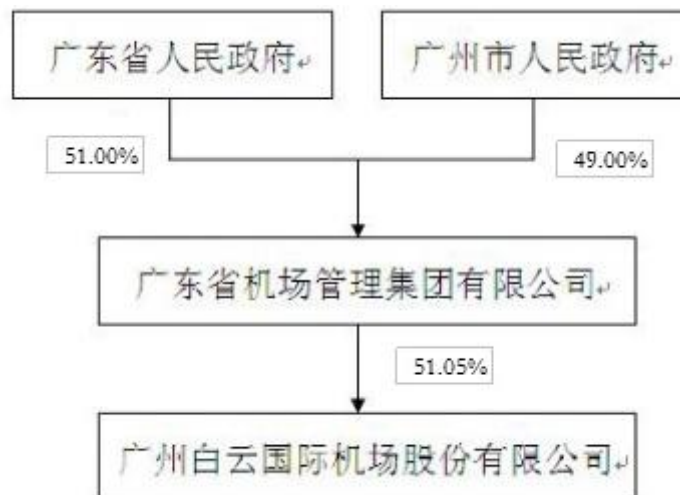 广东省人民政府
广州市人民政府
51.00%
49.00%
广东省机场管理集团有限公司
51.05%
广州白云国际机场股份有限公司